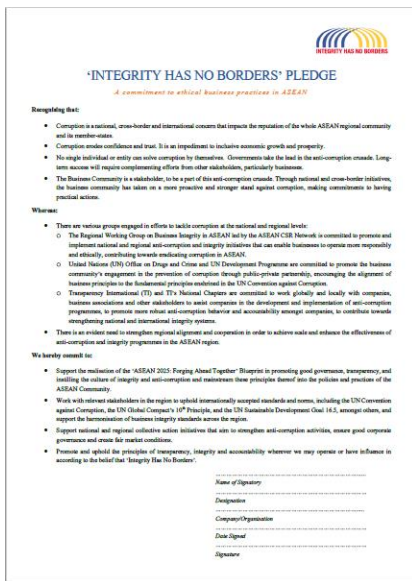 INTEGRITY HAS NO BORDERS
'INTEGRITY HAS NO BORDERS' PLEDGE
A commitment to ethical business practices in ASEAN
Recognising that:
• Corruption is a national, cross-border and international concern that impacts the reputation of the whole ASEAN regional community
and its member-states.
• Corruption erodes confidence and trust. It is an impediment to inclusive economic growth and prosperity.
• No single individual or entity can solve corruption by themselves. Governments take the lead in the anti-corruption crusade. Long-
term success will require complementing efforts from other stakeholders, particularly businesses.
• The Business Community is a stakeholder, to be a part of this anti-corruption crusade. Through national and cross-border initiatives,
the business community has taken on a more proactive and stronger stand against corruption, making commitments to having
practical actions.
Whereas:
• There are various groups engaged in efforts to tackle corruption at the national and regional levels:
o The Regional Working Group on Business Integrity in ASEAN led by the ASEAN CSR Network is committed to promote and
implement national and regional anti-corruption and integrity initiatives that can enable businesses to operate more responsibly
and ethically, contributing towards eradicating corruption in ASEAN.
o United Nations (UN) Office on Drugs and Crime and UN Development Programme are committed to promote the business
community's engagement in the prevention of corruption through public-private partnership, encouraging the alignment of
business principles to the fundamental principles enshrined in the UN Convention against Corruption.
o Transparency International (TI) and TI's National Chapters are committed to work globally and locally with companies,
business associations and other stakeholders to assist companies in the development and implementation of anti-corruption
programmes, to promote more robust anti-corruption behavior and accountability amongst companies, to contribute towards
strengthening national and international integrity systems.
• There is an evident need to strengthen regional alignment and cooperation in order to achieve scale and enhance the effectiveness of
anti-corruption and integrity programmes in the ASEAN region.
We hereby commit to:
• Support the realisation of the 'ASEAN 2025: Forging Ahead Together' Blueprint in promoting good governance, transparency, and
instilling the culture of integrity and anti-corruption and mainstream these principles thereof into the policies and practices of the
ASEAN Community.
• Work with relevant stakeholders in the region to uphold internationally accepted standards and norms, including the UN Convention
against Corruption, the UN Global Compact's 10th Principle, and the UN Sustainable Development Goal 16.5, amongst others, and
support the harmonisation of business integrity standards across the region.
• Support national and regional collective action initiatives that aim to strengthen anti-corruption activities, ensure good corporate
governance and create fair market conditions.
• Promote and uphold the principles of transparency, integrity and accountability wherever we may operate or have influence in
according to the belief that 'Integrity Has No Borders'.
Name of Signatory
Designation
Company/Organisation
Date Signed
Signature